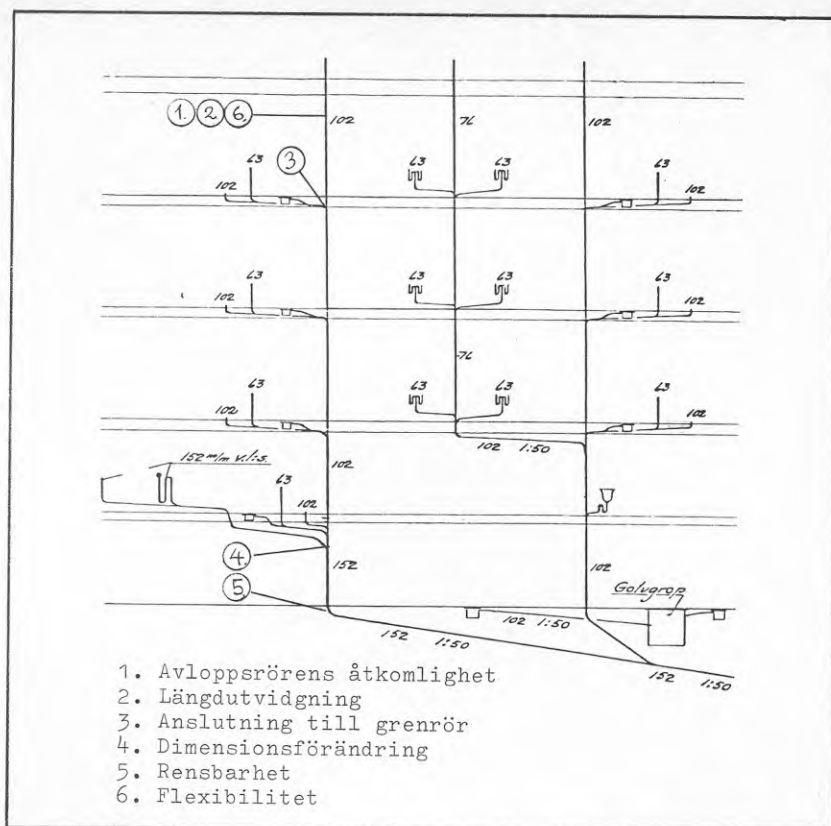 1. 2. 6. 102 76 102
3
63 63 63 63
102 102
63 63 63 63
102 102
76
63 63 63 63
102 102
102 1:50
152 m/m v.l:s. 102
63 102
4. 152 102
5. Golvgrop
102 1:50
152 1:50
152 1:50
1. Avloppsrörens åtkomlighet
2. Längdutvidgning
3. Anslutning till grenrör
4. Dimensionsförändring
5. Rensbarhet
6. Flexibilitet